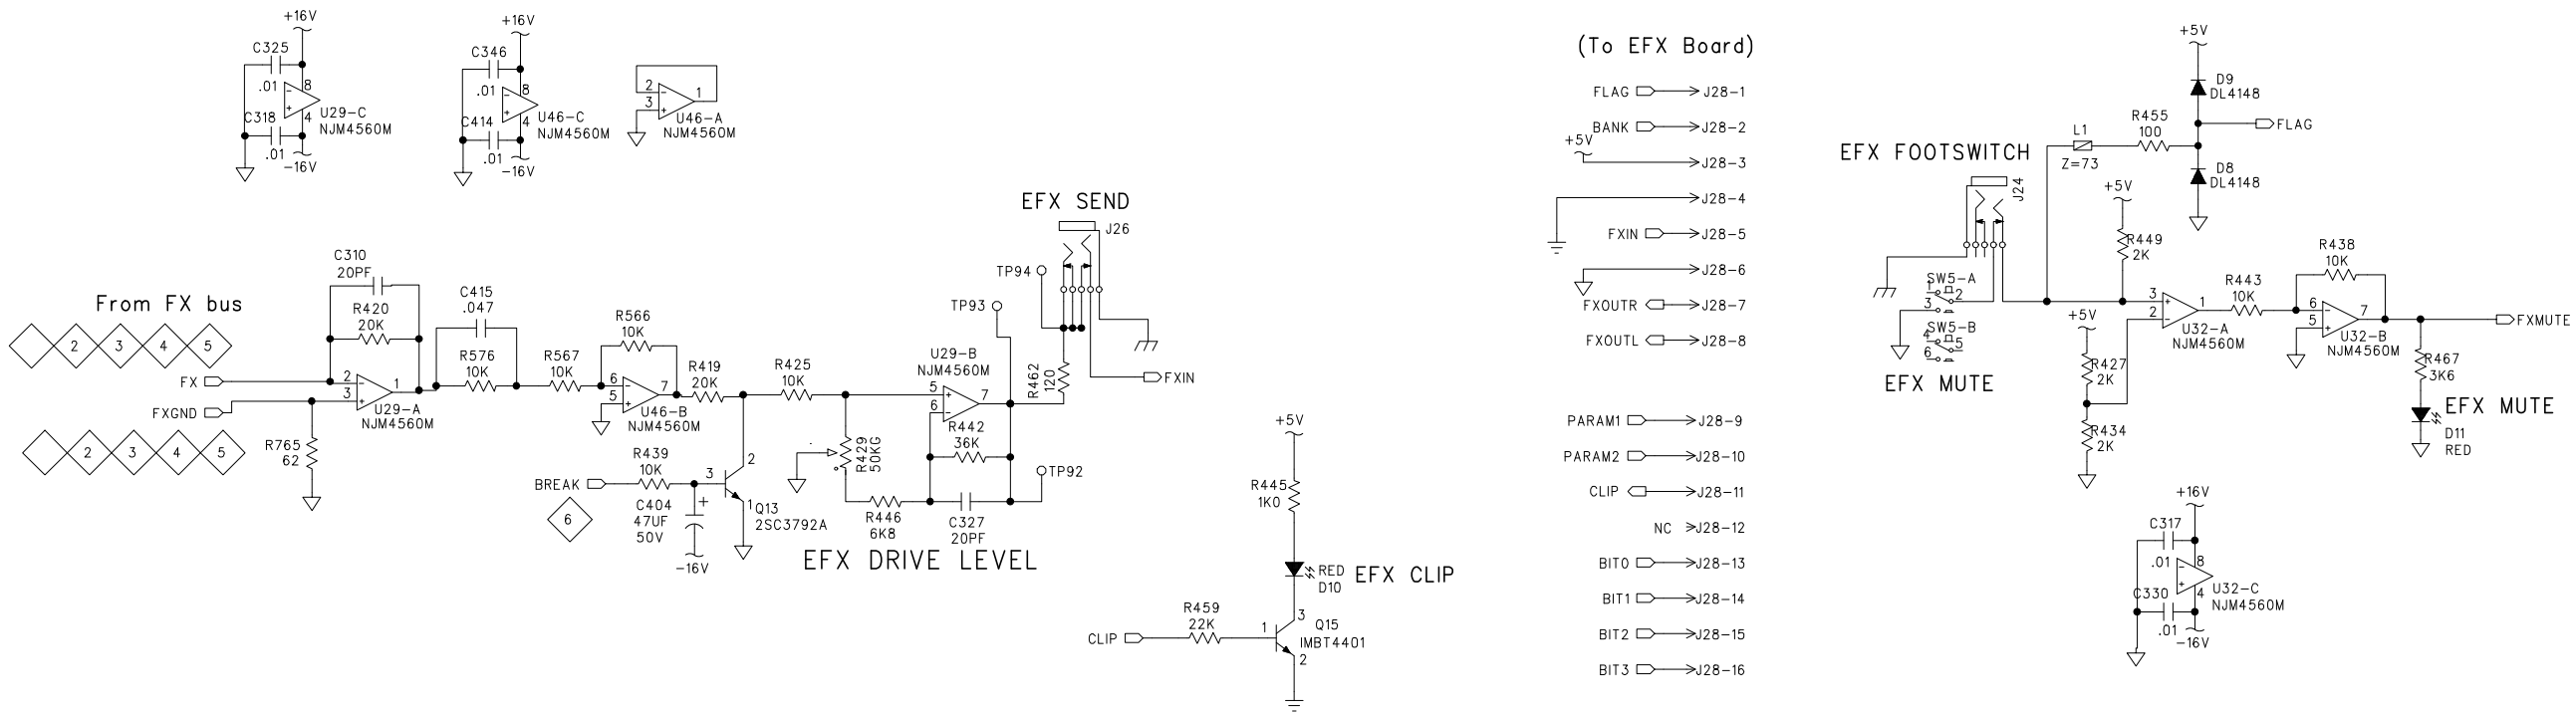 +16V
C325
.01
8
U29-C
NJM4560M
C318
4
.01
-16V
+16V
C346
.01
8
U46-C
NJM4560M
C414
4
.01
-16V
2
3
1
U46-A
NJM4560M
From FX bus
2 3 4 5
C310
20PF
R420
20K
FX
FXGND
2
3
1
U29-A
NJM4560M
2 3 4 5
R765
62
C415
.047
R576
10K
R567
10K
R566
10K
6
5
7
U46-B
NJM4560M
R419
20K
R425
10K
BREAK
6
R439
10K
C404
47UF
50V
+
-16V
3
2
1
Q13
2SC3792A
R429
50KG
R446
6K8
EFX DRIVE LEVEL
U29-B
NJM4560M
5
6
7
R442
36K
C327
20PF
TP92
TP93
TP94
EFX SEND
J26
R462
120
FXIN
+5V
R445
1K0
RED
D10
EFX CLIP
CLIP
R459
22K
1
3
2
Q15
IMBT4401
(To EFX Board)
FLAG J28-1
BANK J28-2
+5V
J28-3
J28-4
FXIN J28-5
J28-6
FXOUTR J28-7
FXOUTL J28-8
PARAM1 J28-9
PARAM2 J28-10
CLIP J28-11
NC J28-12
BIT0 J28-13
BIT1 J28-14
BIT2 J28-15
BIT3 J28-16
EFX FOOTSWITCH
J24
SW5-A
1
3
2
SW5-B
4
6
5
EFX MUTE
L1
Z=73
R455
100
+5V
D9
DL4148
FLAG
D8
DL4148
+5V
R449
2K
+5V
R427
2K
R434
2K
3
2
1
U32-A
NJM4560M
R443
10K
R438
10K
6
5
7
U32-B
NJM4560M
FXMUTE
R467
3K6
EFX MUTE
D11
RED
+16V
C317
.01
8
U32-C
NJM4560M
C330
4
.01
-16V